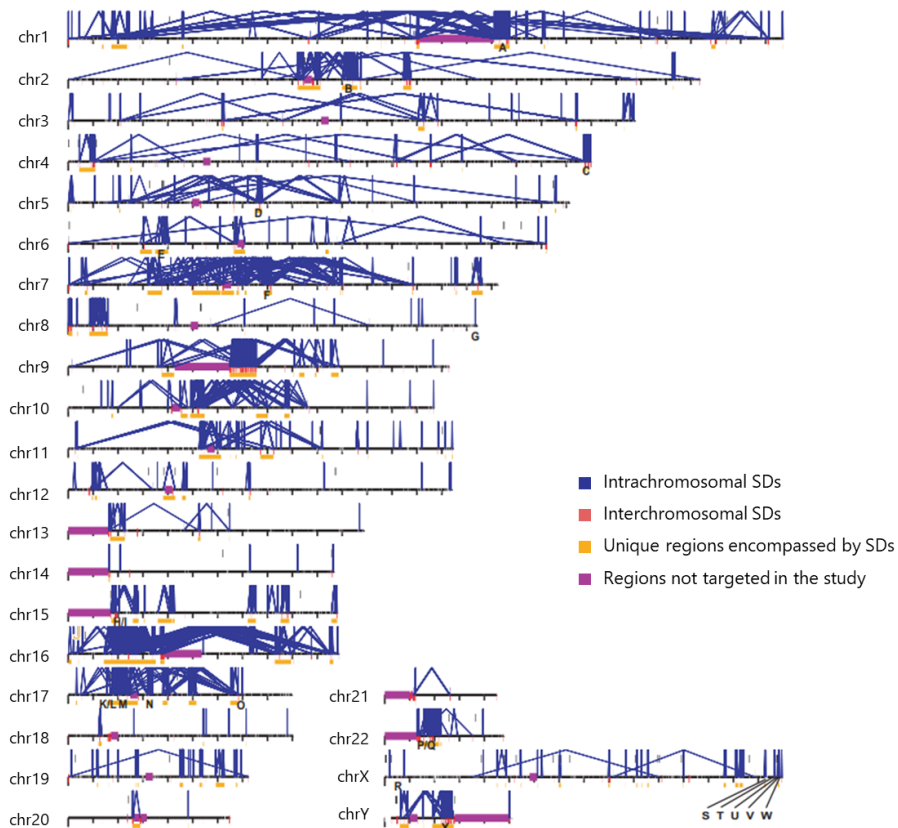 chr1
A
chr2
B
chr3
chr4
C
chr5
D
chr6
E
chr7
F
chr8
G
chr9
chr10
chr11
chr12
Intrachromosomal SDs
Interchromosomal SDs
Unique regions encompassed by SDs
Regions not targeted in the study
chr13
chr14
chr15
H/I
chr16
J
chr17
K/L M N O
chr18
chr19
chr20
chr21
chr22
P/Q
chrX
R
S T U V W
chrY
X